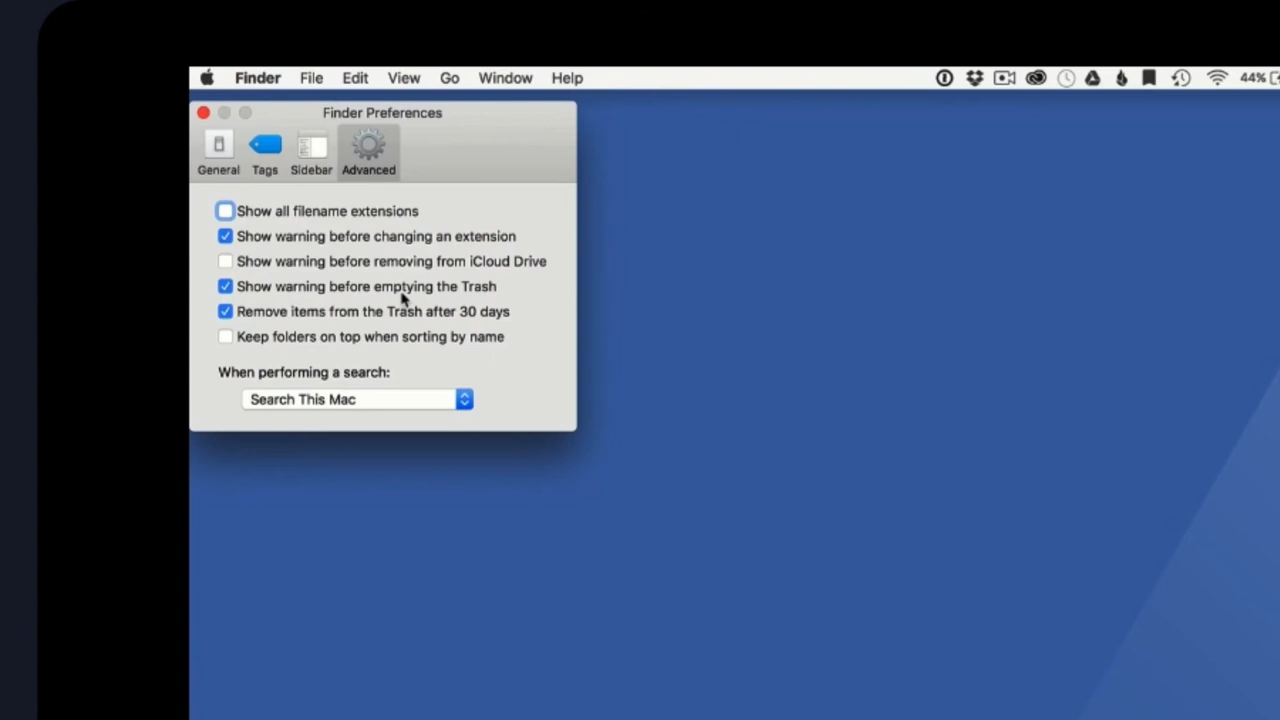 Finder File Edit View Go Window Help 44%
Finder Preferences
General Tags Sidebar Advanced
Show all filename extensions
Show warning before changing an extension
Show warning before removing from iCloud Drive
Show warning before emptying the Trash
Remove items from the Trash after 30 days
Keep folders on top when sorting by name
When performing a search:
Search This Mac